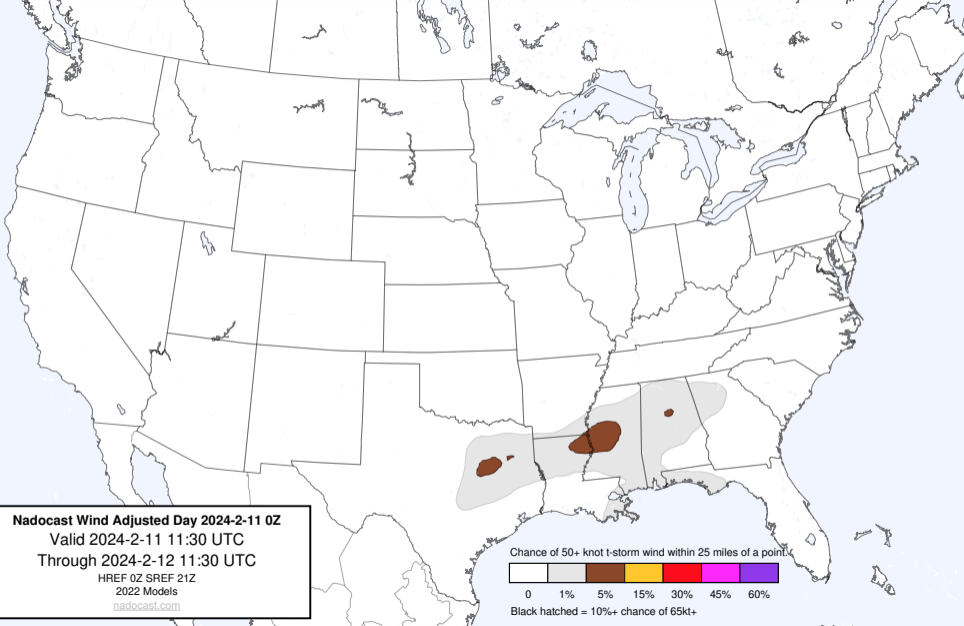 Nadocast Wind Adjusted Day 2024-2-11 0Z
Valid 2024-2-11 11:30 UTC
Through 2024-2-12 11:30 UTC
HREF 0Z SREF 21Z
2022 Models
nadocast.com
Chance of 50+ knot t-storm wind within 25 miles of a point.
0 1% 5% 15% 30% 45% 60%
Black hatched = 10%+ chance of 65kt+